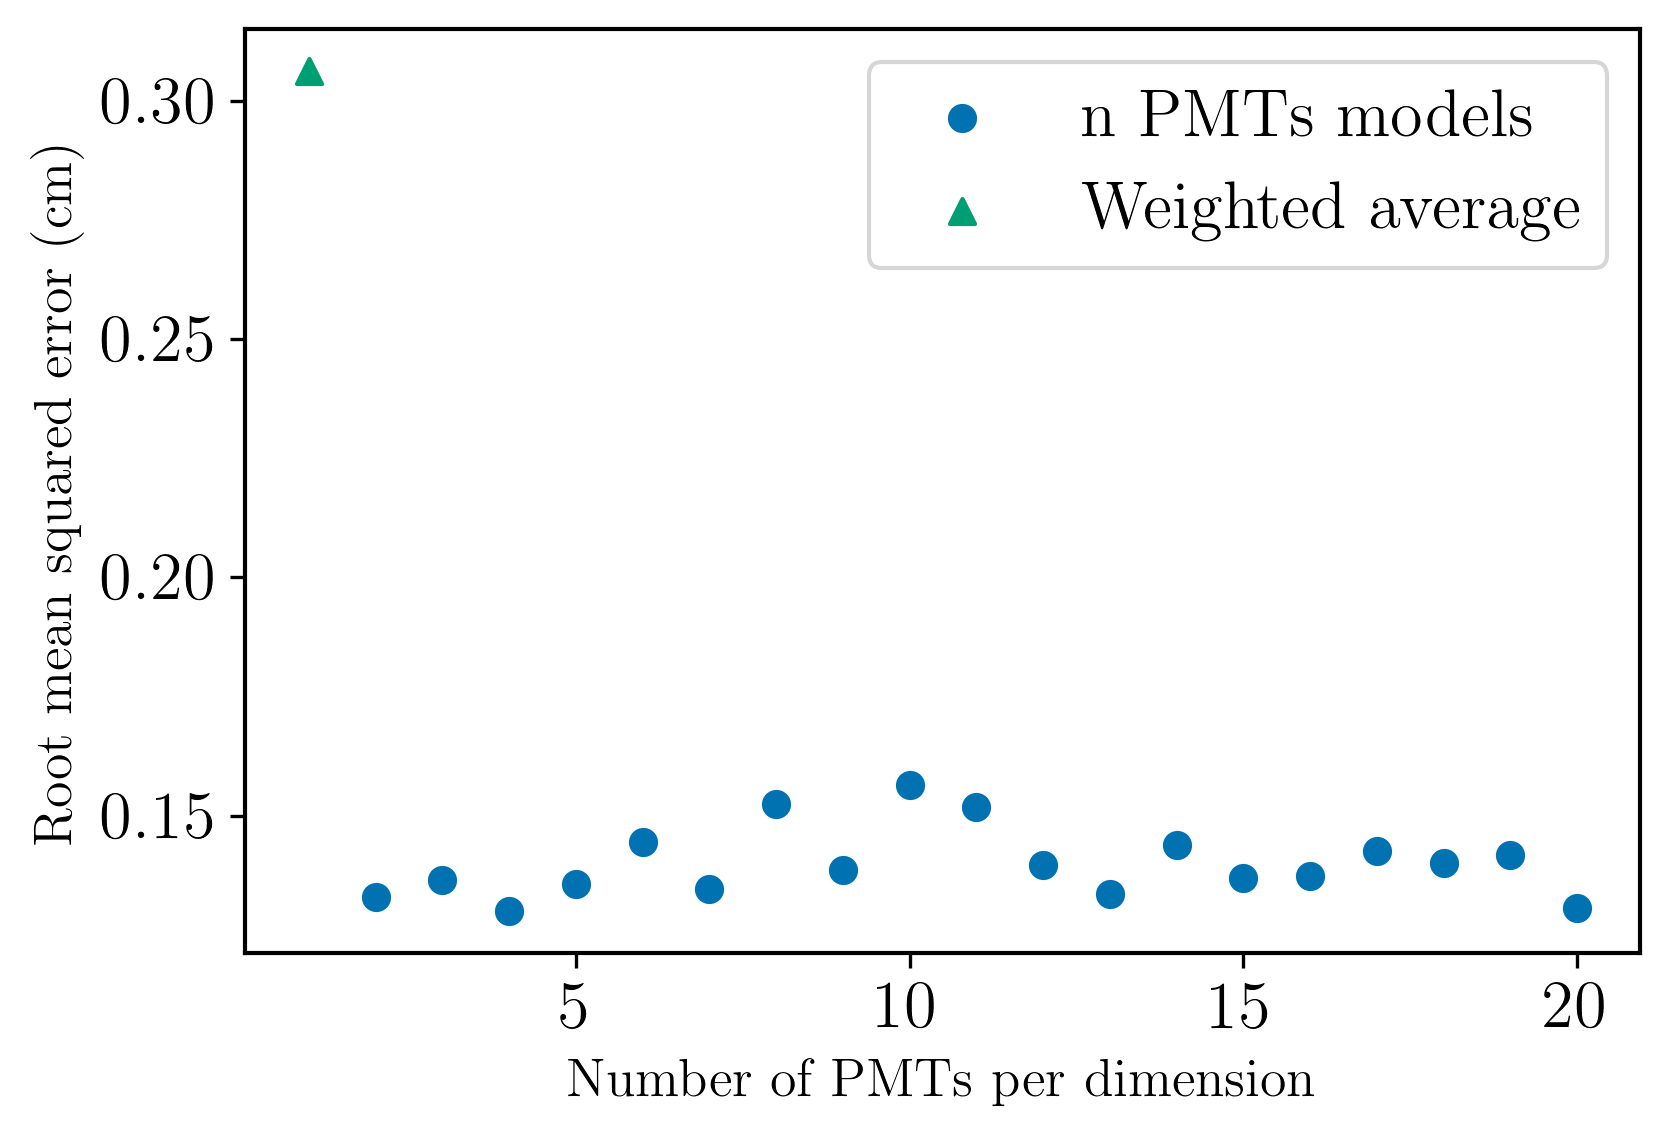 n PMTs models
Weighted average
0.30
0.25
0.20
0.15
Root mean squared error (cm)
5 10 15 20
Number of PMTs per dimension